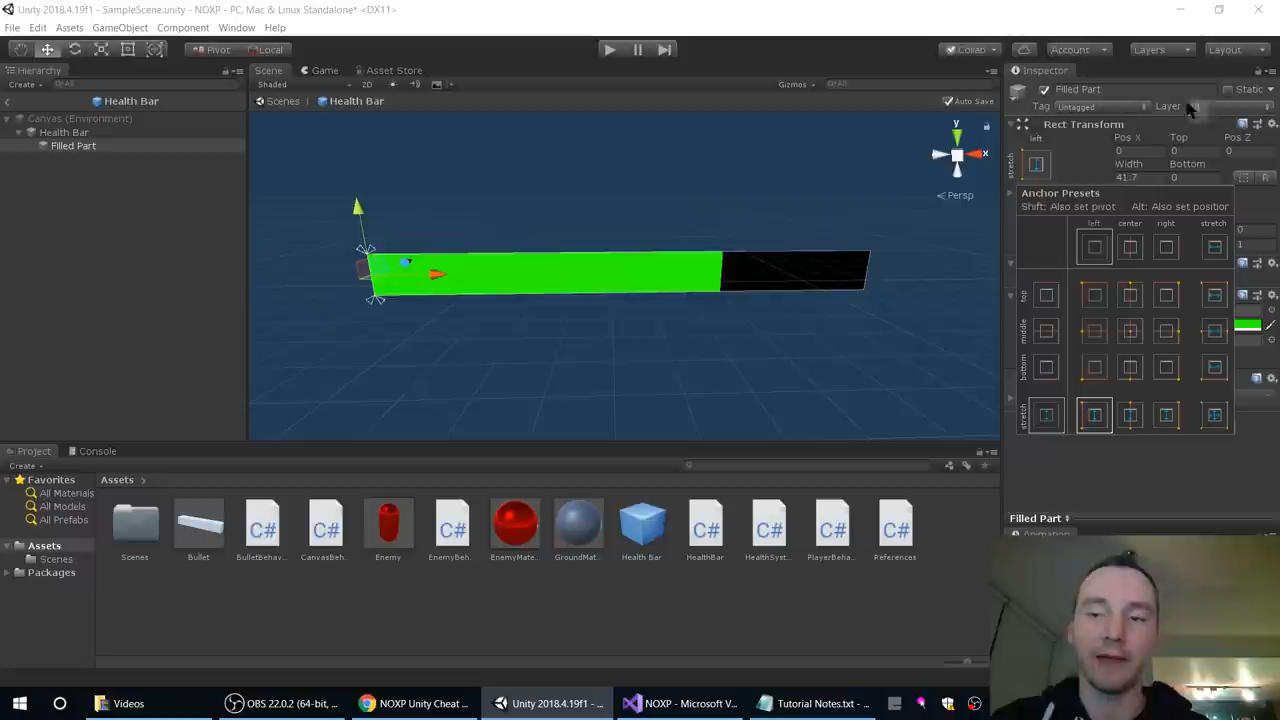 Unity 2018.4.19f1 - SampleScene.unity - NOXP - PC, Mac & Linux Standalone* <DX11>
File Edit Assets GameObject Component Window Help
Pivot Local Collab Account Layers Layout
Hierarchy Scene Game Asset Store Inspector
Create All Shaded 2D Gizmos All Filled Part Static
Health Bar Scenes Health Bar Auto Save Tag Untagged Layer UI
Canvas (Environment)
Health Bar
Filled Part
y
x
Persp
Rect Transform
left
stretch
Pos X Top Pos Z
0 0 0
Width Bottom
41.7 0
R
Anchor Presets
Shift: Also set pivot Alt: Also set position
left center right stretch
top
middle
bottom
stretch
0
1
Project Console
Create
Favorites
All Materials
All Models
All Prefabs
Assets
Scenes
Packages
Assets
C# C# C# C# C# C# C#
Scenes Bullet BulletBehav. CanvasBeh. Enemy EnemyBeh. EnemyMate. GroundMat. Health Bar HealthBar HealthSyst. PlayerBeha. References
Filled Part
Animation
Videos OBS 22.0.2 (64-bit, ... NOXP Unity Cheat ... Unity 2018.4.19f1 - ... NOXP - Microsoft V... Tutorial Notes.txt - ...